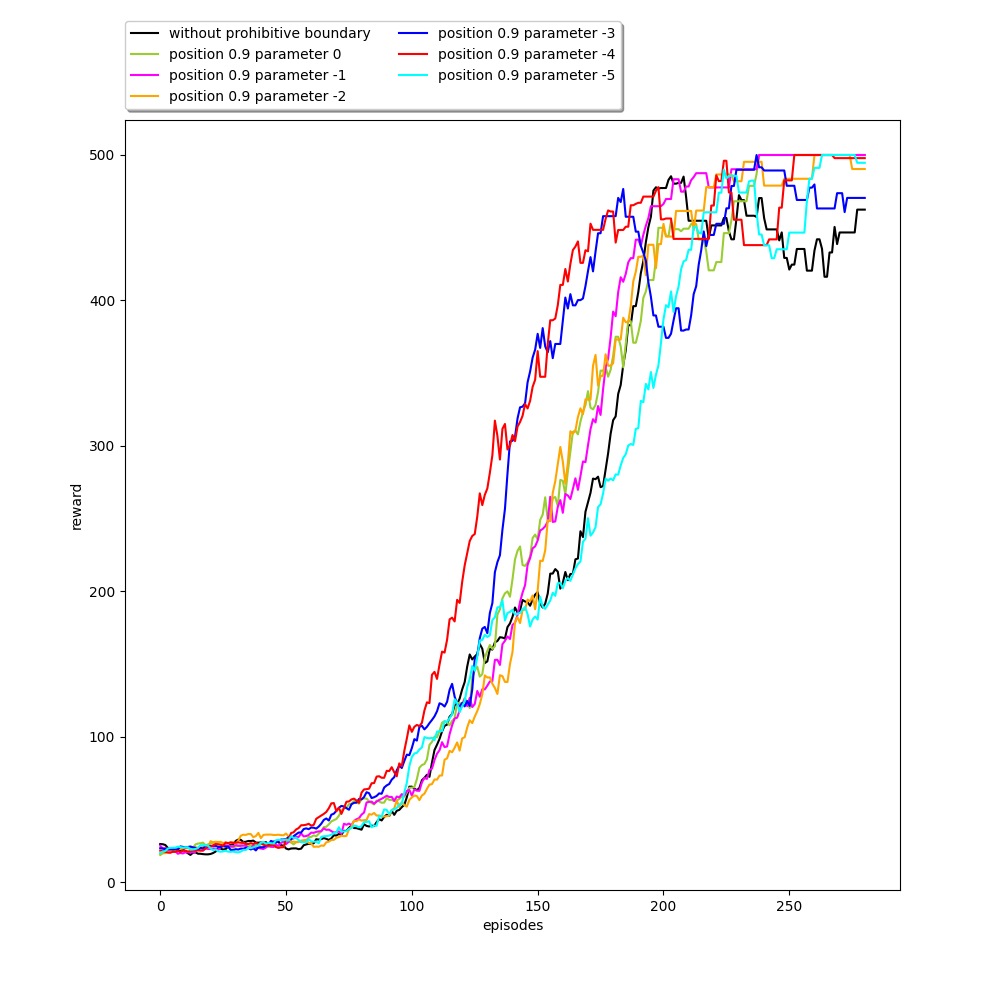 without prohibitive boundary
position 0.9 parameter 0
position 0.9 parameter -1
position 0.9 parameter -2
position 0.9 parameter -3
position 0.9 parameter -4
position 0.9 parameter -5
500
400
300
200
100
0
reward
0 50 100 150 200 250
episodes